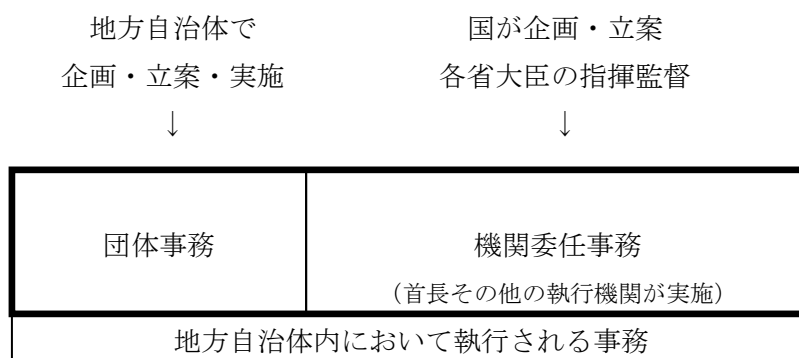 地方自治体で
企画・立案・実施
↓
国が企画・立案
各省大臣の指揮監督
↓
団体事務
機関委任事務
（首長その他の執行機関が実施）
地方自治体内において執行される事務